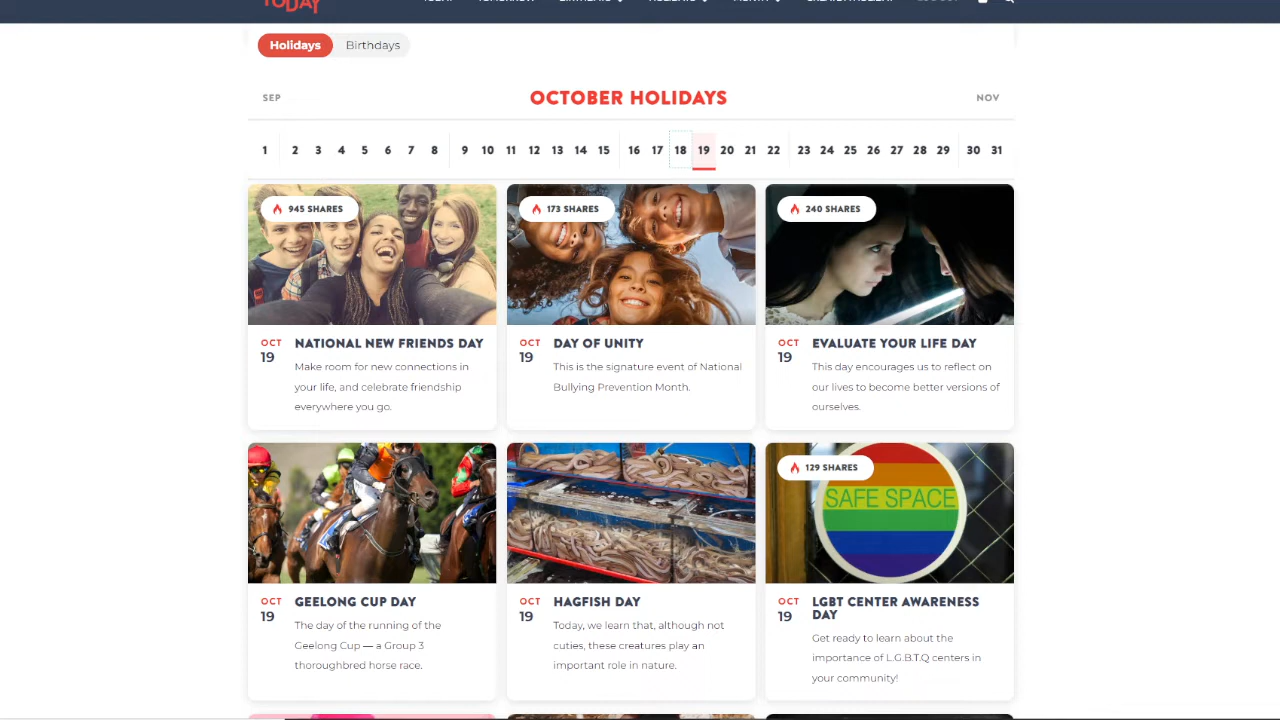 TODAY
Holidays Birthdays
SEP OCTOBER HOLIDAYS NOV
1 2 3 4 5 6 7 8 9 10 11 12 13 14 15 16 17 18 19 20 21 22 23 24 25 26 27 28 29 30 31
945 SHARES
OCT
19
NATIONAL NEW FRIENDS DAY
Make room for new connections in
your life, and celebrate friendship
everywhere you go.
173 SHARES
OCT
19
DAY OF UNITY
This is the signature event of National
Bullying Prevention Month.
240 SHARES
OCT
19
EVALUATE YOUR LIFE DAY
This day encourages us to reflect on
our lives to become better versions of
ourselves.
OCT
19
GEELONG CUP DAY
The day of the running of the
Geelong Cup — a Group 3
thoroughbred horse race.
OCT
19
HAGFISH DAY
Today, we learn that, although not
cuties, these creatures play an
important role in nature.
129 SHARES
SAFE SPACE
OCT
19
LGBT CENTER AWARENESS
DAY
Get ready to learn about the
importance of L.G.B.T.Q centers in
your community!